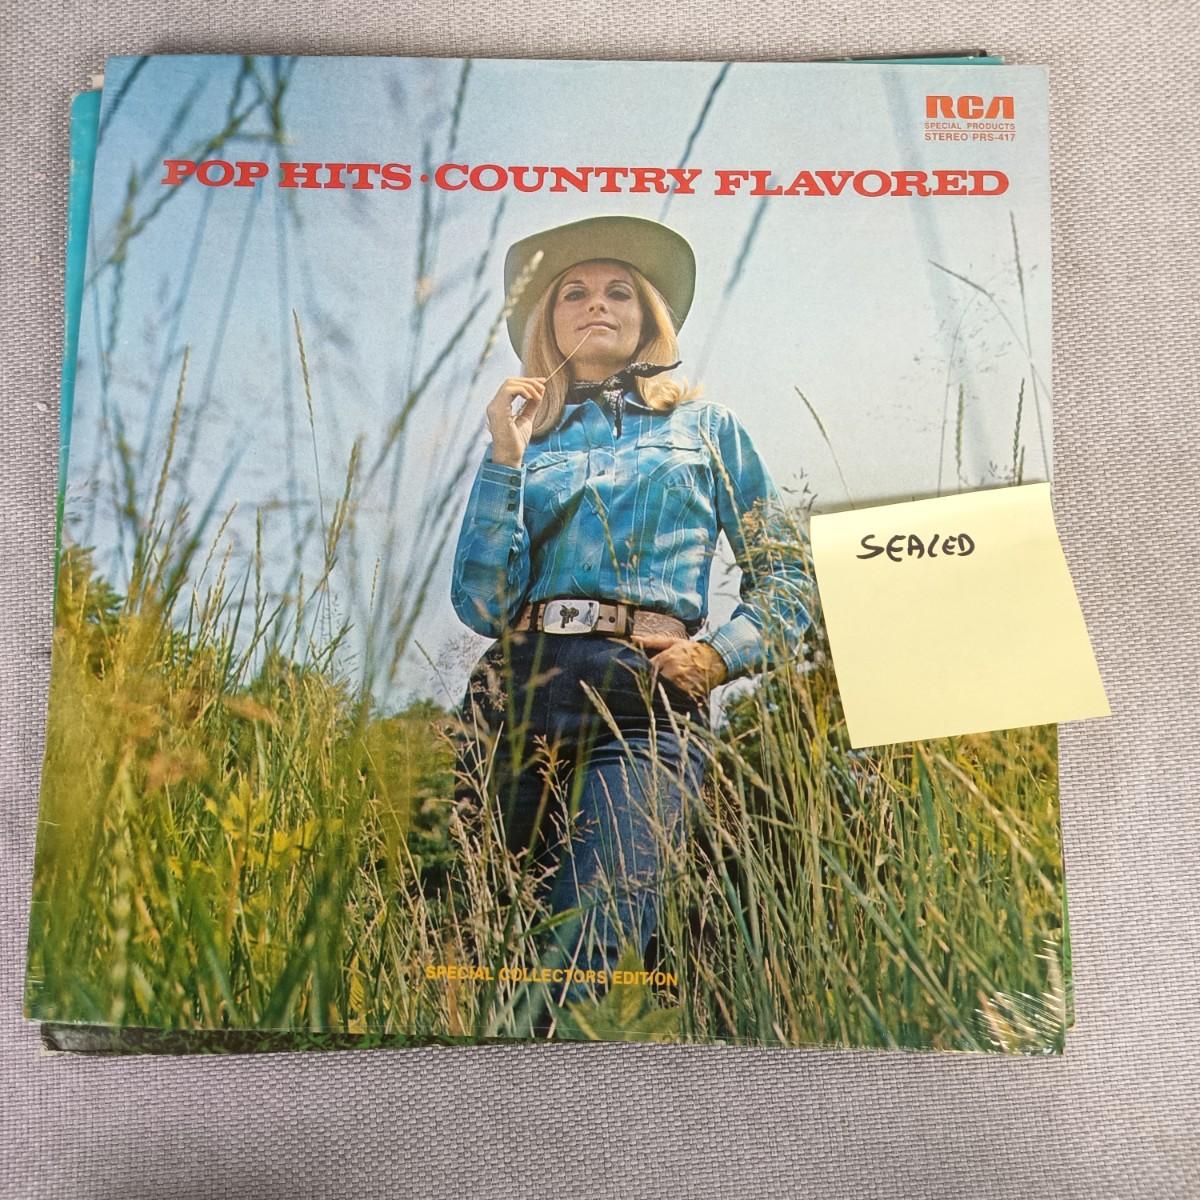 RCA
SPECIAL PRODUCTS
STEREO PRS-417
POP HITS • COUNTRY FLAVORED
SEALED
SPECIAL COLLECTORS EDITION